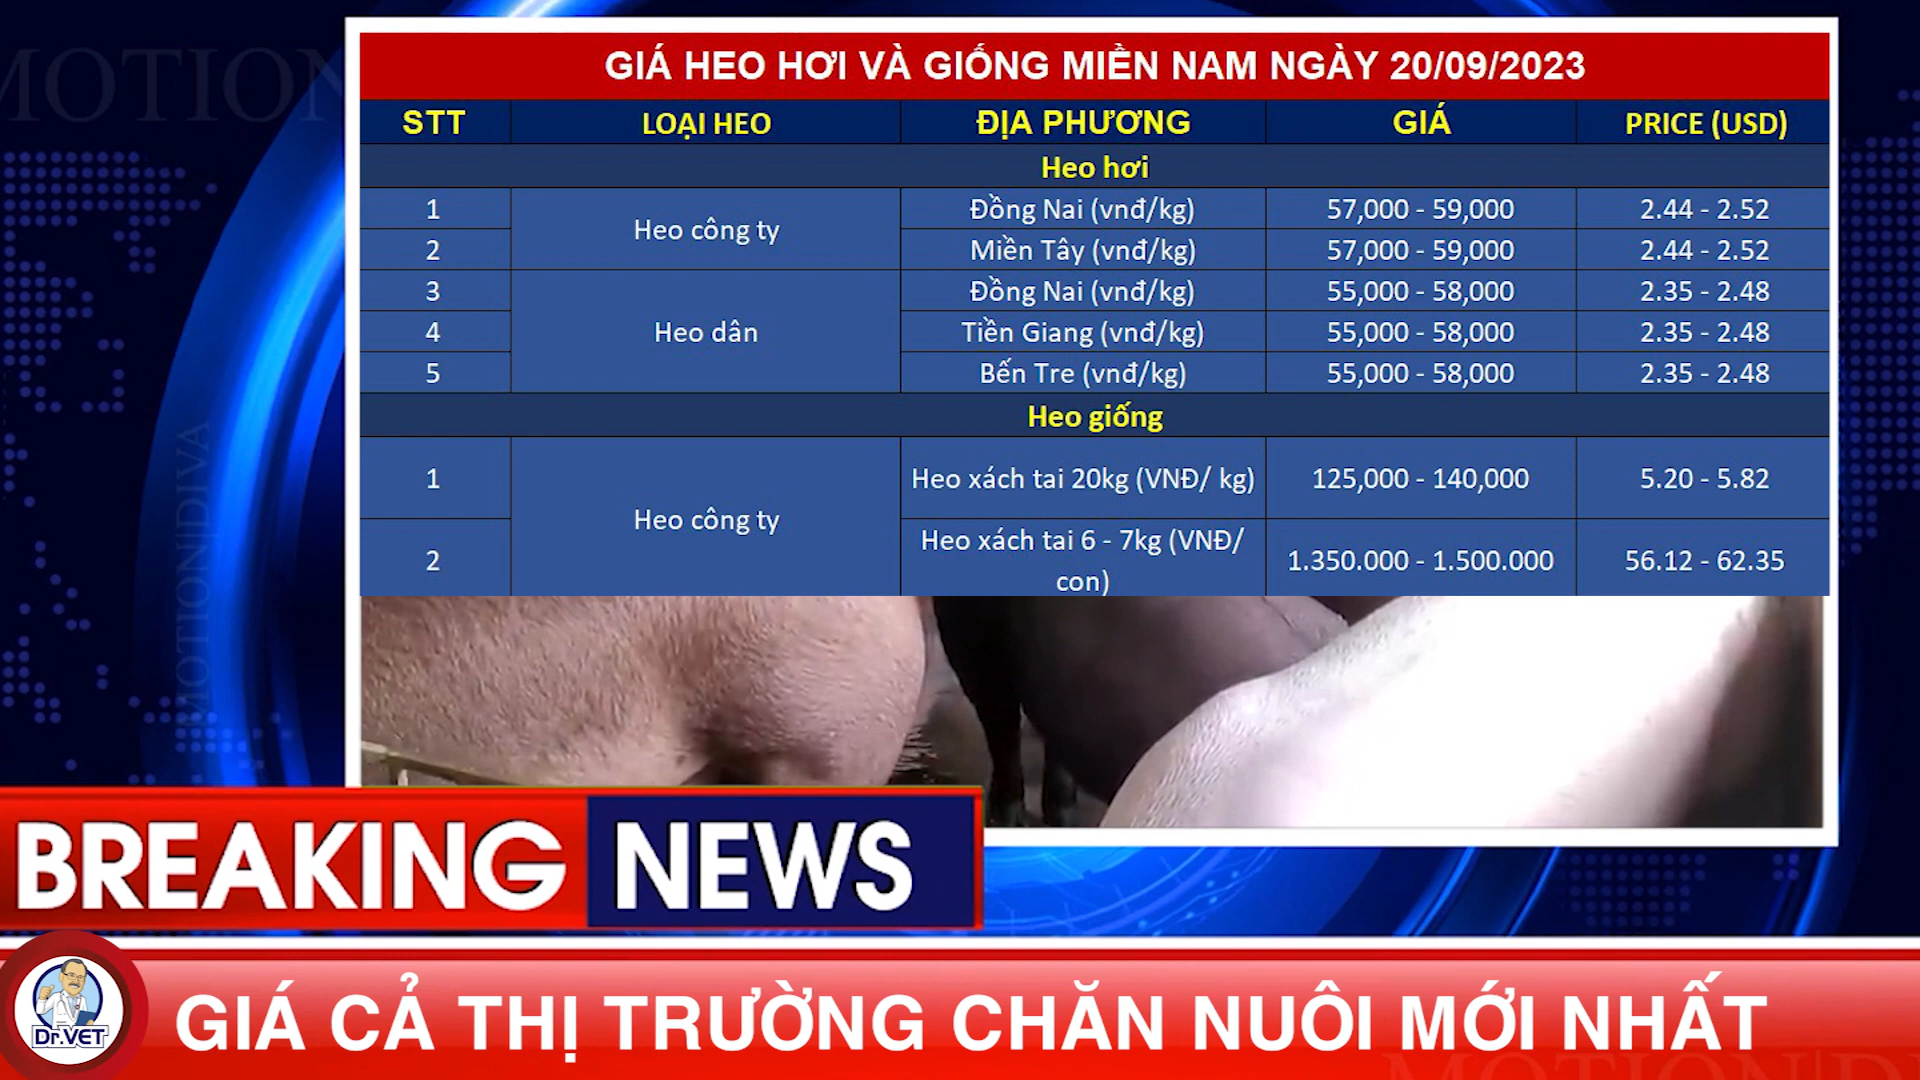 GIÁ HEO HƠI VÀ GIỐNG MIỀN NAM NGÀY 20/09/2023
STT LOẠI HEO ĐỊA PHƯƠNG GIÁ PRICE (USD)
Heo hơi
1 Heo công ty Đồng Nai (vnđ/kg) 57,000 - 59,000 2.44 - 2.52
2 Miền Tây (vnđ/kg) 57,000 - 59,000 2.44 - 2.52
3 Đồng Nai (vnđ/kg) 55,000 - 58,000 2.35 - 2.48
4 Heo dân Tiền Giang (vnđ/kg) 55,000 - 58,000 2.35 - 2.48
5 Bến Tre (vnđ/kg) 55,000 - 58,000 2.35 - 2.48
Heo giống
1 Heo công ty Heo xách tai 20kg (VNĐ/ kg) 125,000 - 140,000 5.20 - 5.82
2 Heo xách tai 6 - 7kg (VNĐ/ con) 1.350.000 - 1.500.000 56.12 - 62.35
MOTION
MOTION|DIVA
BREAKING NEWS
Dr.VET
GIÁ CẢ THỊ TRƯỜNG CHĂN NUÔI MỚI NHẤT
MOTION|D